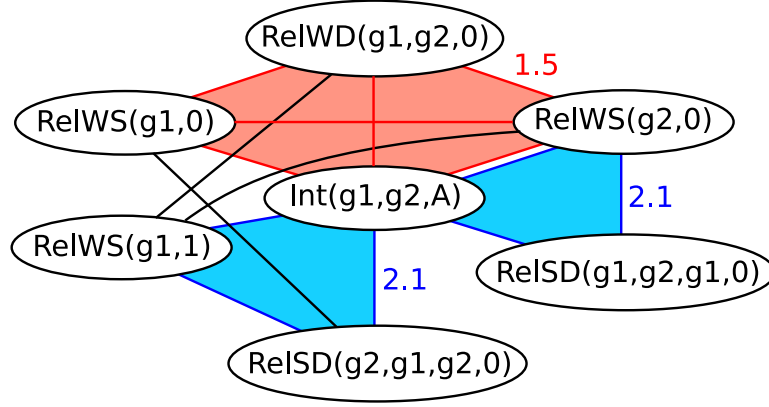 RelWD(g1,g2,0)
1.5
RelWS(g1,0)
RelWS(g2,0)
Int(g1,g2,A)
2.1
RelWS(g1,1)
RelSD(g1,g2,g1,0)
2.1
RelSD(g2,g1,g2,0)